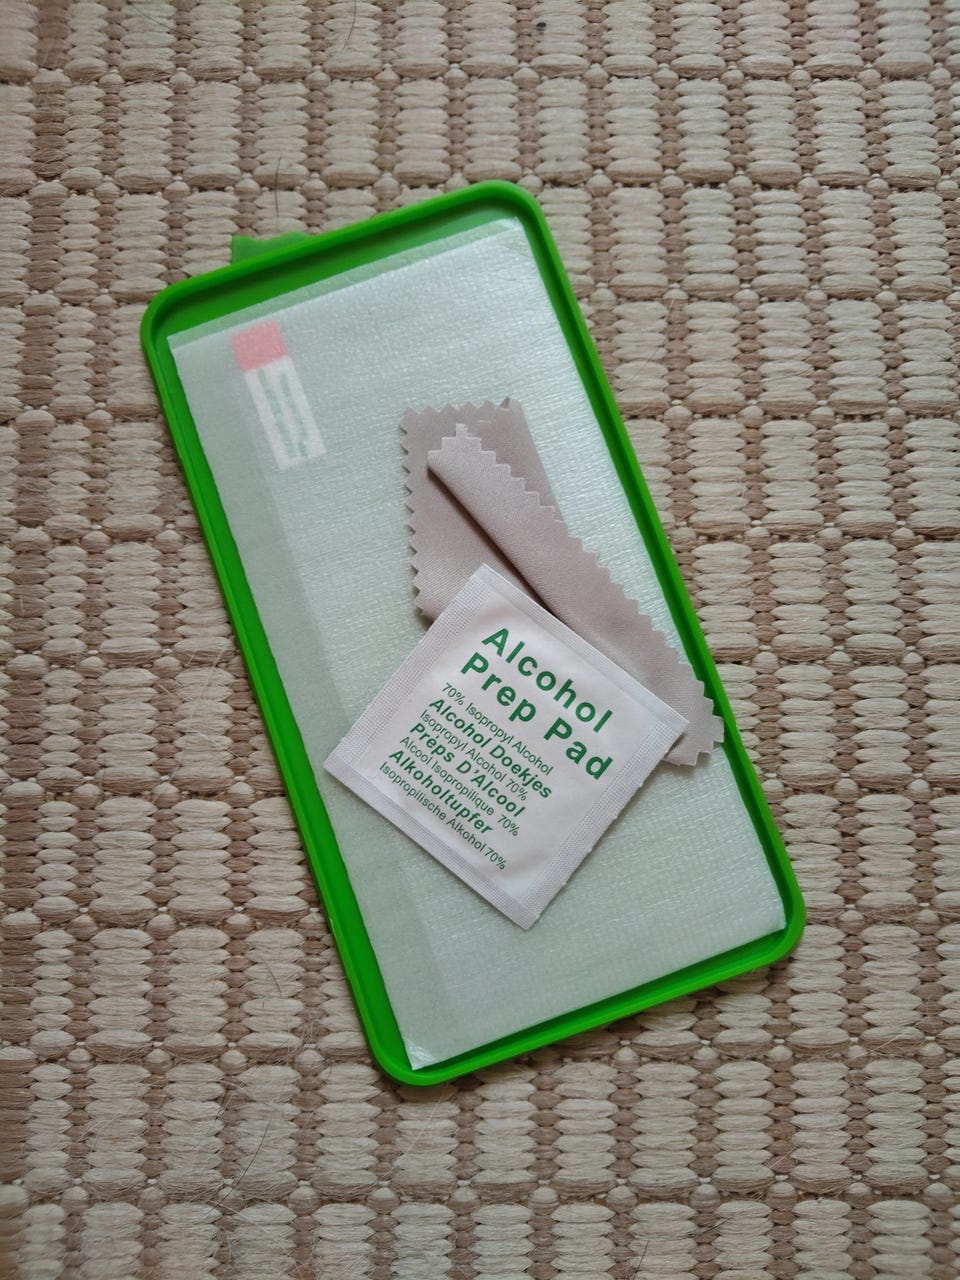 Alcohol
Prep Pad
70% Isopropyl Alcohol
Alcohol Doekjes
Isopropyl Alcohol 70%
Préps D'Alcool
Alcool Isopropilique 70%
Alkoholtupfer
Isopropilische Alkohol 70%